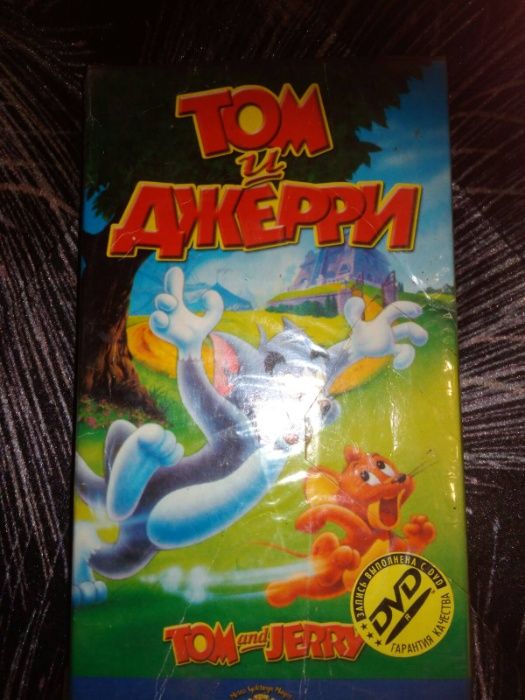 ТОМ
и
ДЖЕРРИ
TOM and JERRY
ЗАПИСЬ ВЫПОЛНЕНА С DVD
DVD
R
ГАРАНТИЯ КАЧЕСТВА